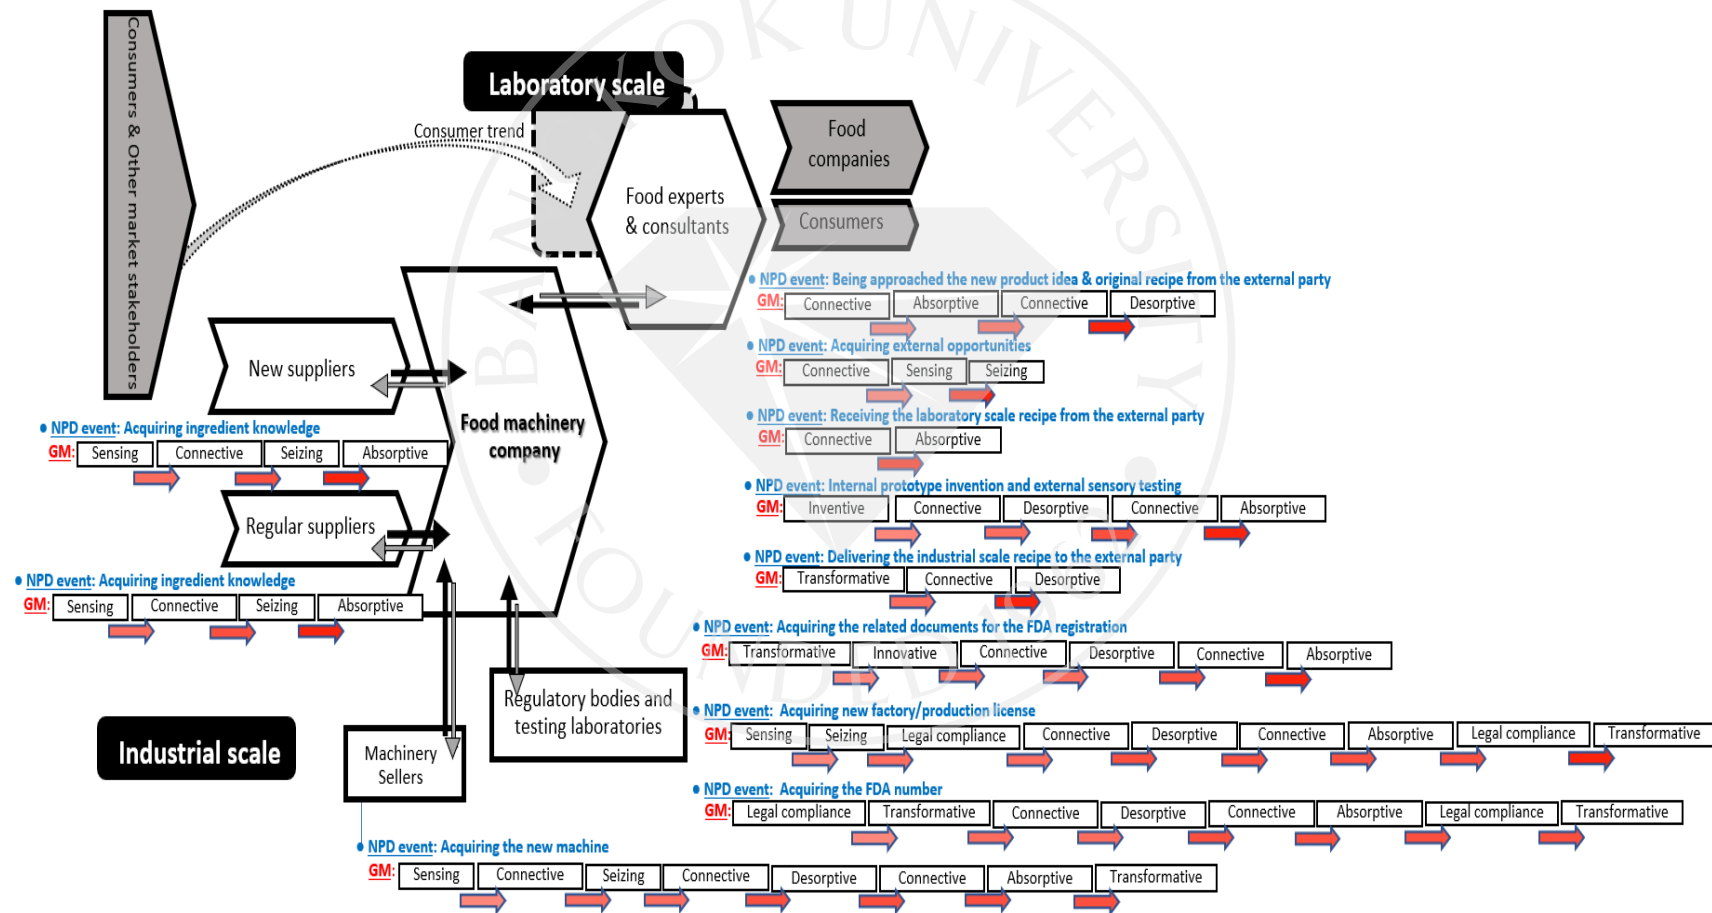 Consumers & Other market stakeholders
Laboratory scale
Consumer trend
Food experts
& consultants
Food
companies
Consumers
New suppliers
Food machinery
company
Regular suppliers
Regulatory bodies and
testing laboratories
Machinery
Sellers
Industrial scale
• NPD event: Acquiring ingredient knowledge
GM: Sensing Connective Seizing Absorptive
• NPD event: Acquiring ingredient knowledge
GM: Sensing Connective Seizing Absorptive
• NPD event: Being approached the new product idea & original recipe from the external party
GM: Connective Absorptive Connective Desorptive
• NPD event: Acquiring external opportunities
GM: Connective Sensing Seizing
• NPD event: Receiving the laboratory scale recipe from the external party
GM: Connective Absorptive
• NPD event: Internal prototype invention and external sensory testing
GM: Inventive Connective Desorptive Connective Absorptive
• NPD event: Delivering the industrial scale recipe to the external party
GM: Transformative Connective Desorptive
• NPD event: Acquiring the related documents for the FDA registration
GM: Transformative Innovative Connective Desorptive Connective Absorptive
• NPD event: Acquiring new factory/production license
GM: Sensing Seizing Legal compliance Connective Desorptive Connective Absorptive Legal compliance Transformative
• NPD event: Acquiring the FDA number
GM: Legal compliance Transformative Connective Desorptive Connective Absorptive Legal compliance Transformative
• NPD event: Acquiring the new machine
GM: Sensing Connective Seizing Connective Desorptive Connective Absorptive Transformative
BANGKOK UNIVERSITY
FOUNDED 1962